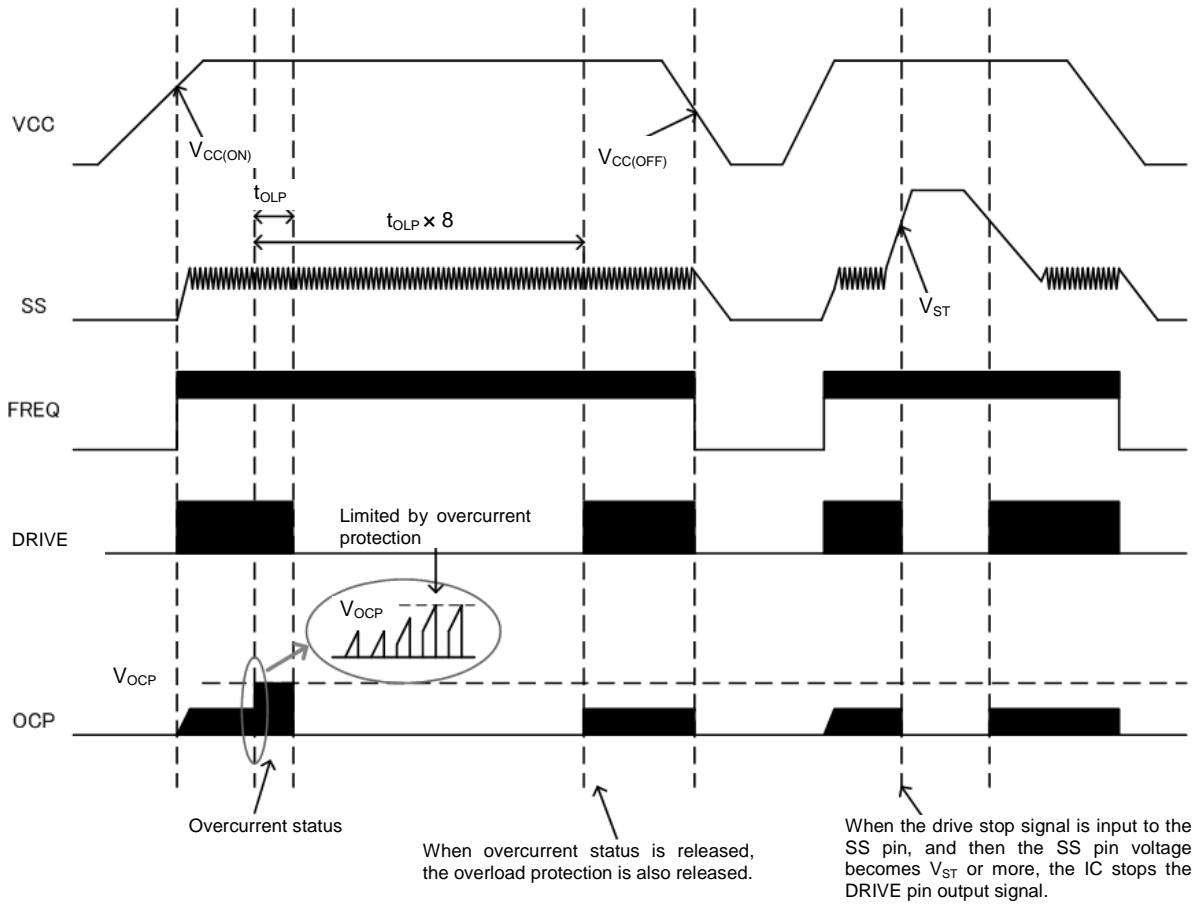 VCC
V_CC(ON)
V_CC(OFF)
t_OLP
t_OLP × 8
SS
V_ST
FREQ
DRIVE
Limited by overcurrent
protection
V_OCP
V_OCP
OCP
Overcurrent status
When overcurrent status is released,
the overload protection is also released.
When the drive stop signal is input to the
SS pin, and then the SS pin voltage
becomes V_ST or more, the IC stops the
DRIVE pin output signal.